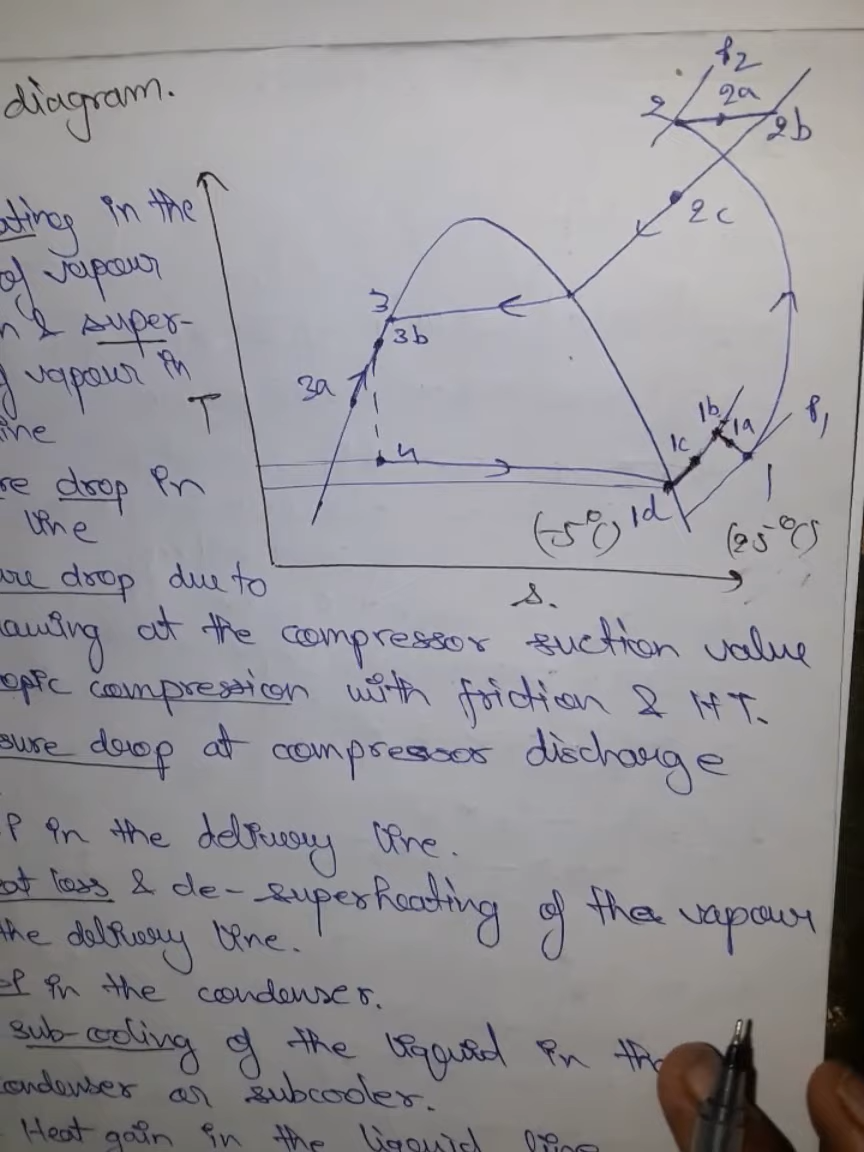 diagram.
P2
2
2a
2b
2c
ating in the
of vapour
n & super-
g vapour in
ine
re drop in
line
T
3
3b
3a
4
1b
1a
1c
P1
1
1d
(-5°C)
(25°C)
s.
ure drop due to
awing at the compressor suction value
opic compression with friction & HT.
sure drop at compressor discharge
P in the delivery line.
at loss & de-superheating of the vapour
the delivery line.
P in the condenser.
sub-cooling of the liquid in the
condenser or subcooler.
Heat gain in the liquid line